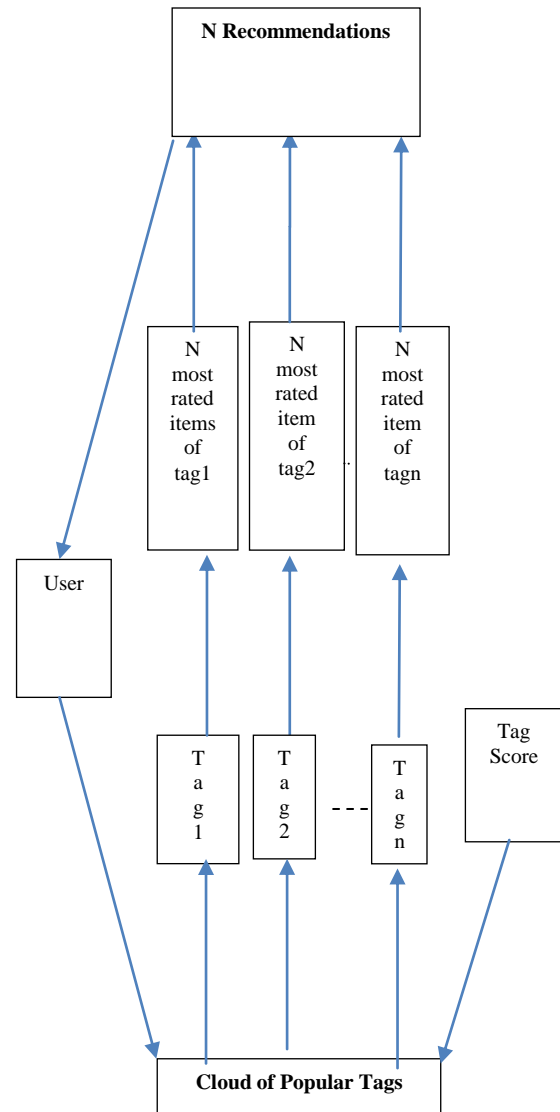 N Recommendations
N
most
rated
items
of
tag1
N
most
rated
item
of
tag2
..
N
most
rated
item
of
tagn
User
T
a
g
1
T
a
g
2
----
T
a
g
n
Tag
Score
Cloud of Popular Tags